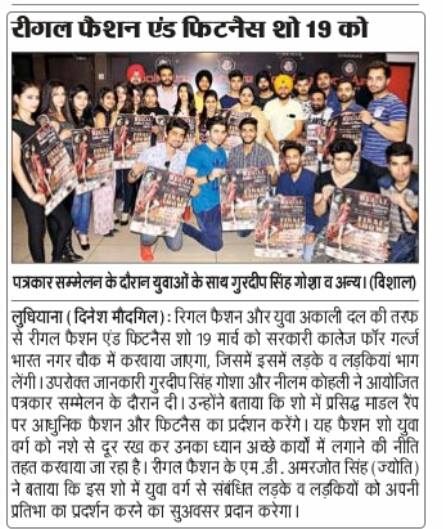 रीगल फैशन एंड फिटनैस शो 19 को
पत्रकार सम्मेलन के दौरान युवाओं के साथ गुरदीप सिंह गोशा व अन्य। (विशाल)
लुधियाना (दिनेश मौदगिल) : रिगल फैशन और युवा अकाली दल की तरफ
से रीगल फैशन एंड फिटनैस शो 19 मार्च को सरकारी कालेज फॉर गर्ल्ज
भारत नगर चौक में करवाया जाएगा, जिसमें इसमें लड़के व लड़कियां भाग
लेंगी। उपरोक्त जानकारी गुरदीप सिंह गोशा और नीलम कोहली ने आयोजित
पत्रकार सम्मेलन के दौरान दी। उन्होंने बताया कि शो में प्रसिद्ध माडल रैंप
पर आधुनिक फैशन और फिटनैस का प्रर्दशन करेंगे। यह फैशन शो युवा
वर्ग को नशे से दूर रख कर उनका ध्यान अच्छे कार्यो में लगाने की नीति
तहत करवाया जा रहा है। रीगल फैशन के एम.डी. अमरजोत सिंह (ज्योति)
ने बताया कि इस शो में युवा वर्ग से संबंधित लड़के व लड़कियों को अपनी
प्रतिभा का प्रदर्शन करने का सुअवसर प्रदान करेगा।